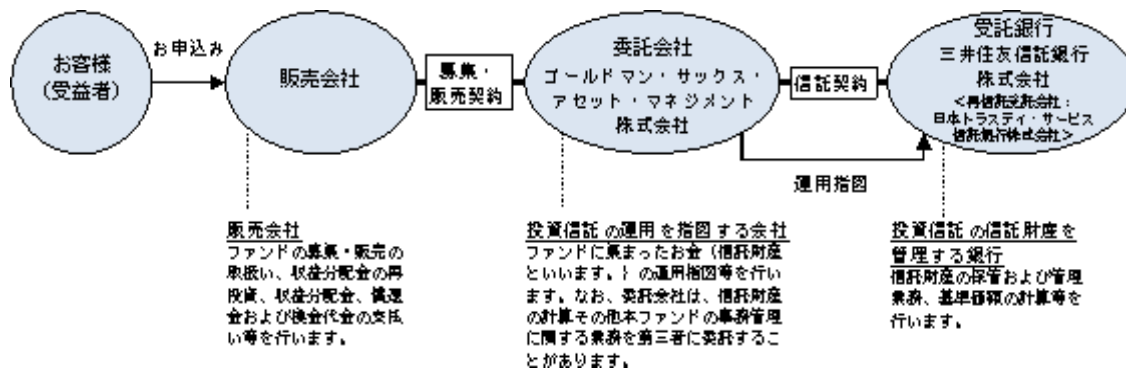 お客様
(受益者)
お申込み
販売会社
募集・
販売契約
委託会社
ゴールドマン・サックス・
アセット・マネジメント
株式会社
信託契約
受託銀行
三井住友信託銀行
株式会社
<再信託受託会社:
日本トラスティ・サービス
信託銀行株式会社>
運用指図
販売会社
ファンドの募集・販売の
取扱い、収益分配金の再
投資、収益分配金、償還
金および換金代金の支払
い等を行います。
投資信託の運用を指図する会社
ファンドに集まったお金(信託財産
といいます。)の運用指図等を行い
ます。なお、委託会社は、信託財産
の計算その他本ファンドの事務管理
に関する業務を第三者に委託するこ
とがあります。
投資信託の信託財産を
管理する銀行
信託財産の保管および管理
業務、基準価額の計算等を
行います。